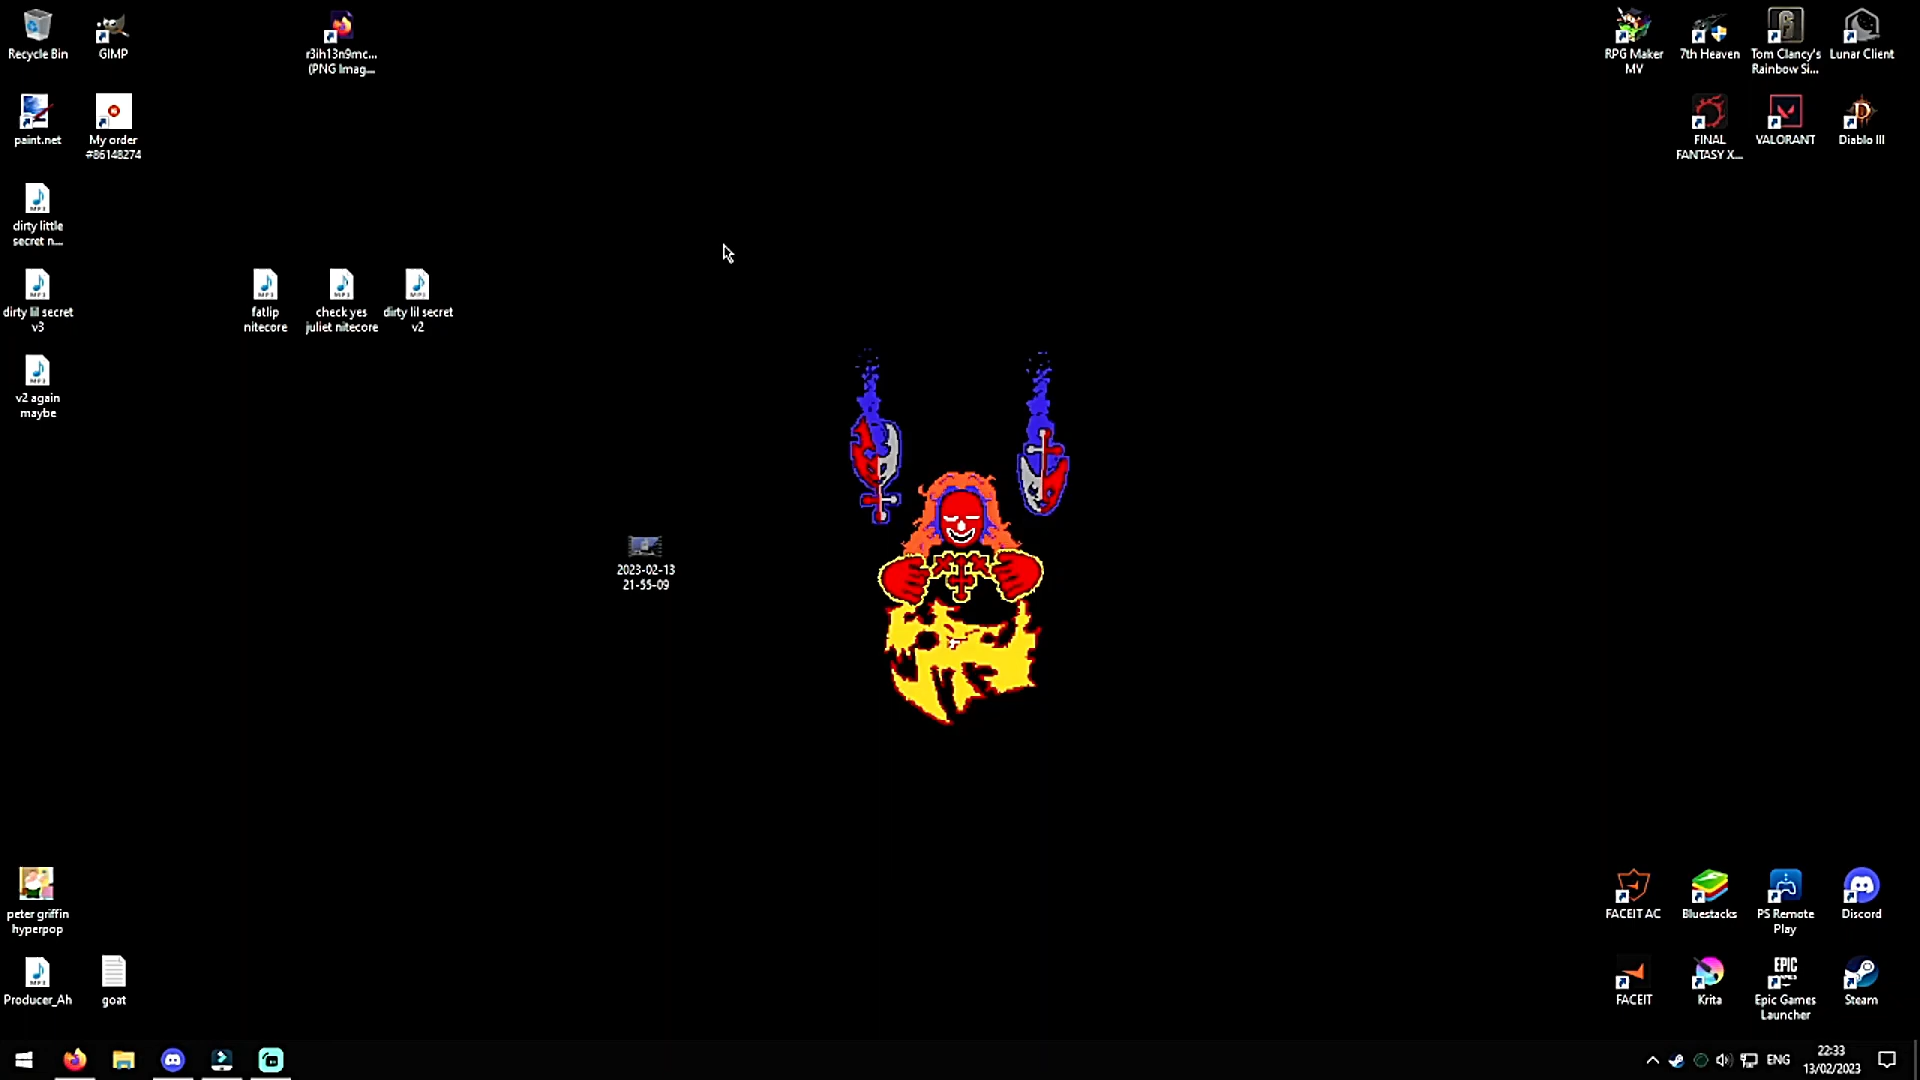 Recycle Bin
GIMP
r3ih13n9mc...
(PNG Imag...
RPG Maker
MV
7th Heaven
Tom Clancy's
Rainbow Si...
Lunar Client
paint.net
My order
#86148274
FINAL
FANTASY X...
VALORANT
Diablo III
dirty little
secret n...
dirty lil secret
v3
fatlip
nitecore
check yes
juliet nitecore
dirty lil secret
v2
v2 again
maybe
2023-02-13
21-55-09
peter griffin
hyperpop
FACEIT AC
Bluestacks
PS Remote
Play
Discord
Producer_Ah
goat
FACEIT
Krita
EPIC
Epic Games
Launcher
Steam
ENG
22:33
13/02/2023